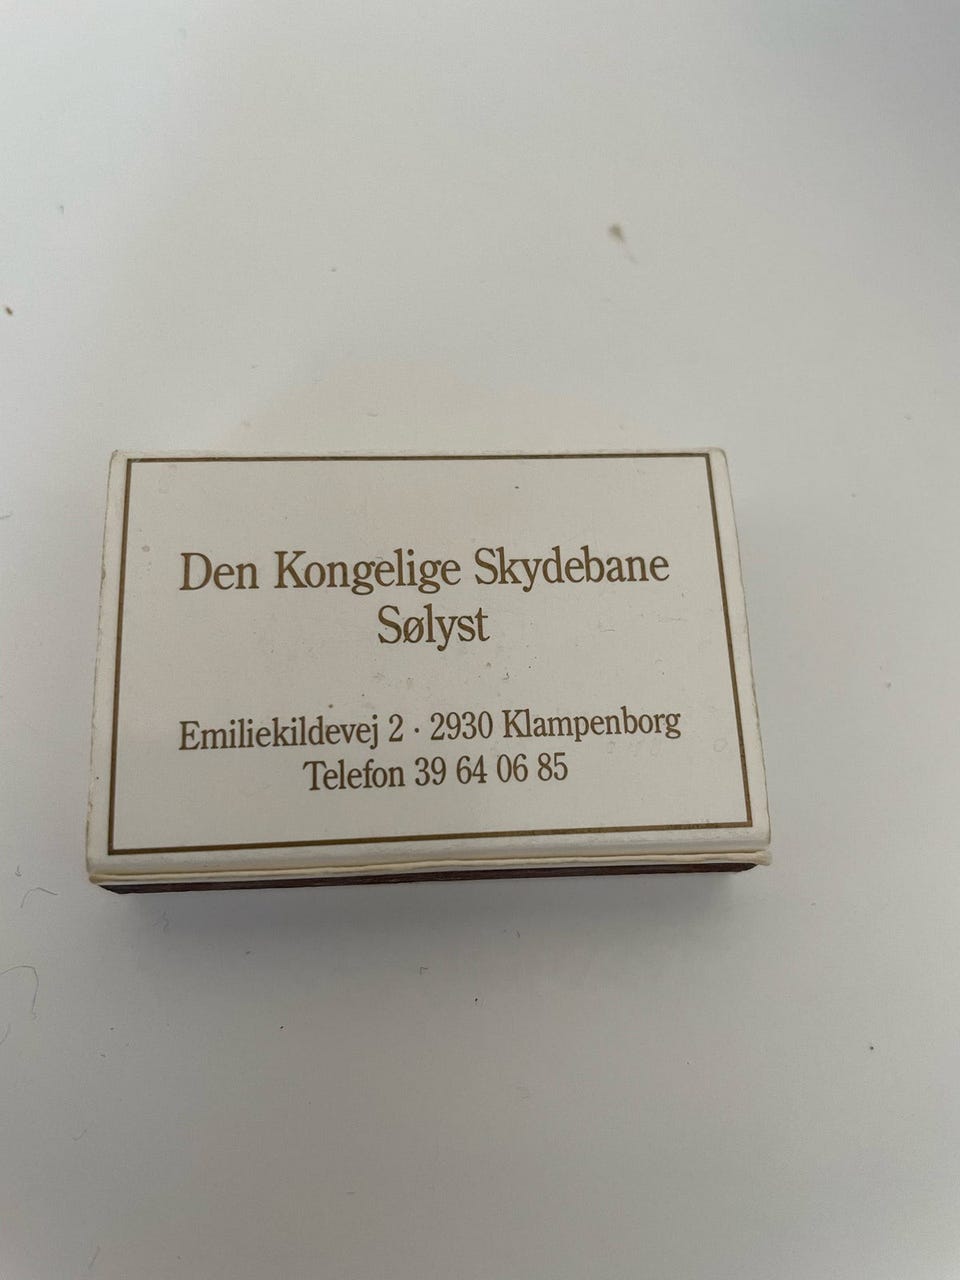 Den Kongelige Skydebane
Sølyst
Emiliekildevej 2 · 2930 Klampenborg
Telefon 39 64 06 85